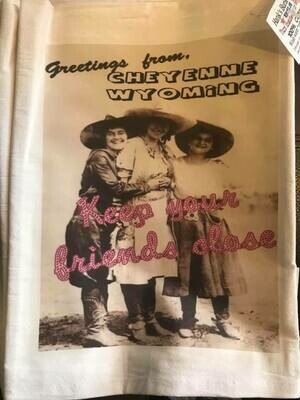 Greetings from,
CHEYENNE
WYOMiNG
Keep your
friends close